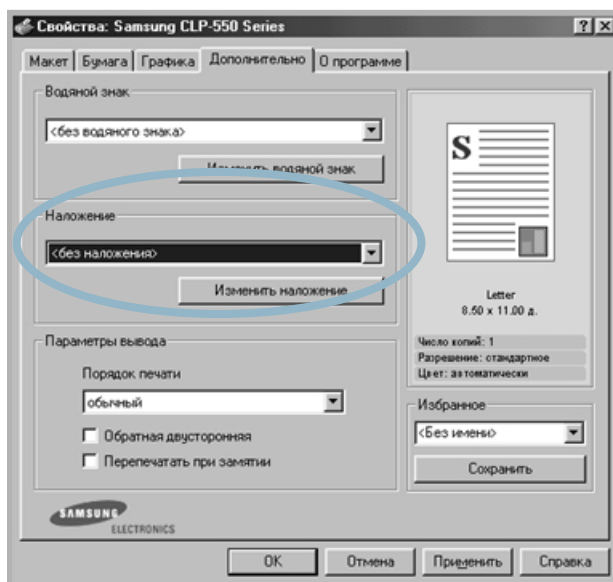 Свойства: Samsung CLP-550 Series
Макет Бумага Графика Дополнительно О программе
Водяной знак
<без водяного знака>
Изменить водяной знак
Наложение
<без наложения>
Изменить наложение
Параметры вывода
Порядок печати
обычный
Обратная двусторонняя
Перепечатать при замятии
S
Letter
8.50 x 11.00 д.
Число копий: 1
Разрешение: стандартное
Цвет: автоматически
Избранное
<Без имени>
Сохранить
SAMSUNG
ELECTRONICS
OK Отмена Применить Справка